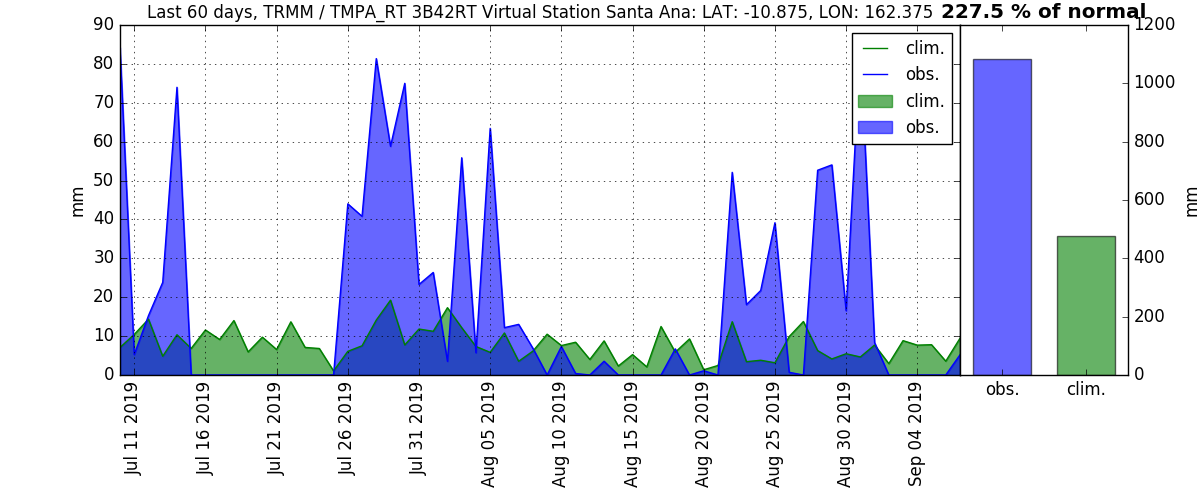 Last 60 days, TRMM / TMPA_RT 3B42RT Virtual Station Santa Ana: LAT: -10.875, LON: 162.375 227.5 % of normal
90
80
70
60
50
40
30
20
10
0
mm
clim.
obs.
clim.
obs.
1200
1000
800
600
400
200
0
mm
Jul 11 2019
Jul 16 2019
Jul 21 2019
Jul 26 2019
Jul 31 2019
Aug 05 2019
Aug 10 2019
Aug 15 2019
Aug 20 2019
Aug 25 2019
Aug 30 2019
Sep 04 2019
obs.
clim.